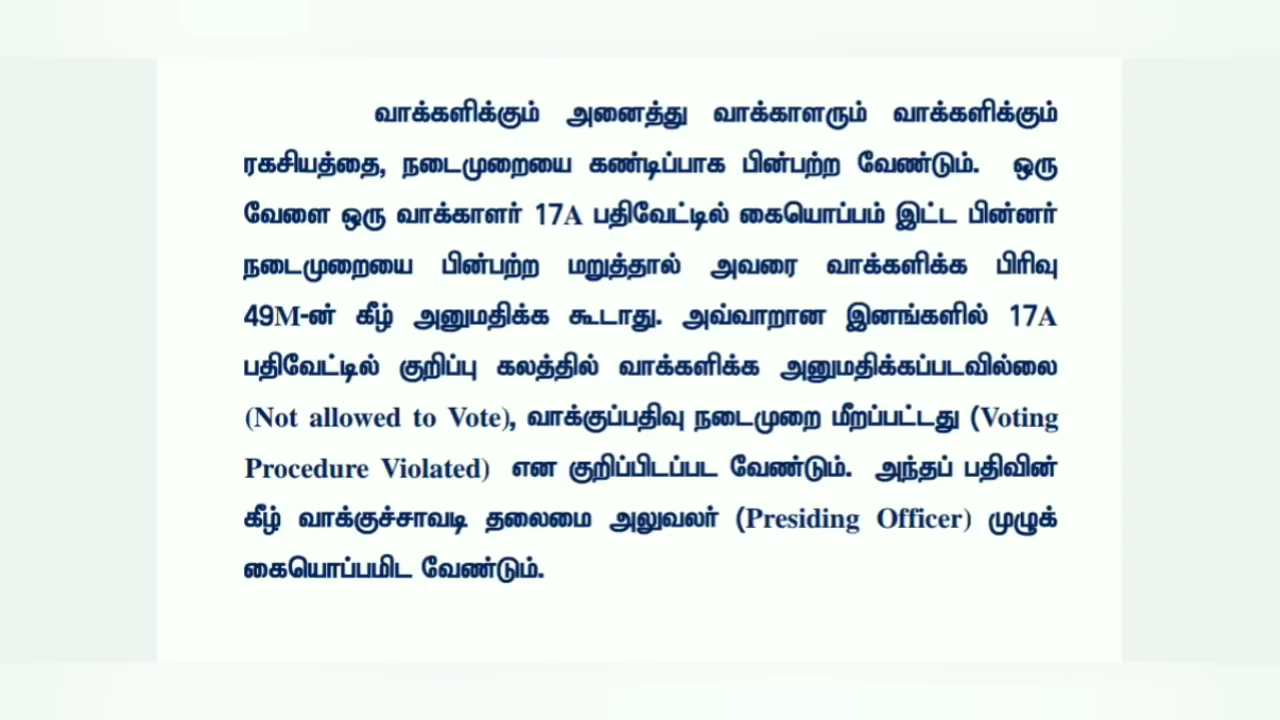 வாக்களிக்கும் அனைத்து வாக்காளரும் வாக்களிக்கும்
ரகசியத்தை, நடைமுறையை கண்டிப்பாக பின்பற்ற வேண்டும். ஒரு
வேளை ஒரு வாக்காளர் 17A பதிவேட்டில் கையொப்பம் இட்ட பின்னர்
நடைமுறையை பின்பற்ற மறுத்தால் அவரை வாக்களிக்க பிரிவு
49M-ன் கீழ் அனுமதிக்க கூடாது. அவ்வாறான இனங்களில் 17A
பதிவேட்டில் குறிப்பு கலத்தில் வாக்களிக்க அனுமதிக்கப்படவில்லை
(Not allowed to Vote), வாக்குப்பதிவு நடைமுறை மீறப்பட்டது (Voting
Procedure Violated) என குறிப்பிடப்பட வேண்டும். அந்தப் பதிவின்
கீழ் வாக்குச்சாவடி தலைமை அலுவலர் (Presiding Officer) முழுக்
கையொப்பமிட வேண்டும்.